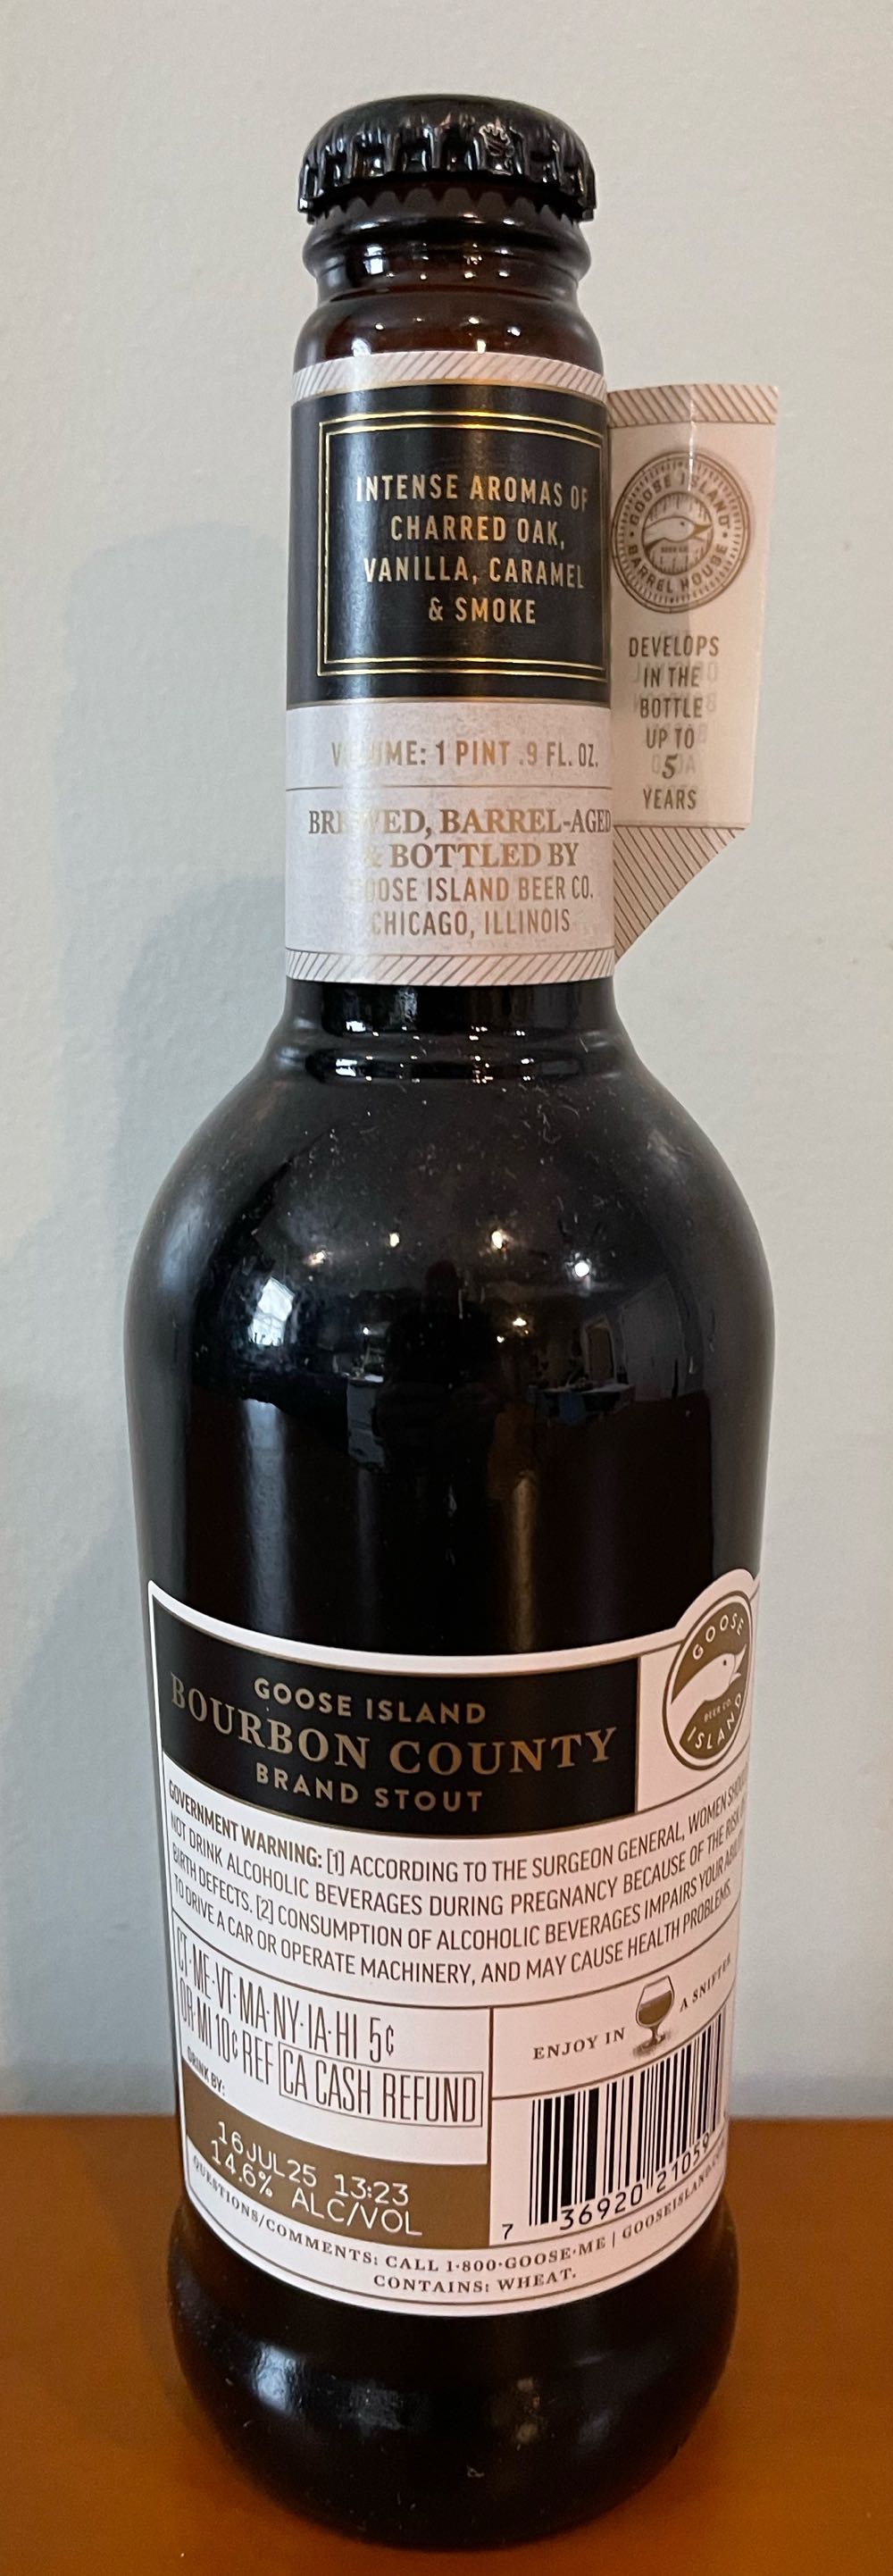 INTENSE AROMAS OF
CHARRED OAK,
VANILLA, CARAMEL
& SMOKE
VOLUME: 1 PINT .9 FL. OZ.
BREWED, BARREL-AGED
& BOTTLED BY
GOOSE ISLAND BEER CO.
CHICAGO, ILLINOIS
GOOSE ISLAND
BEER CO.
BARREL HOUSE
DEVELOPS
IN THE
BOTTLE
UP TO
5
YEARS
GOOSE ISLAND
BOURBON COUNTY
BRAND STOUT
GOOSE
BEER CO.
ISLAND
GOVERNMENT WARNING: [1] ACCORDING TO THE SURGEON GENERAL, WOMEN
NOT DRINK ALCOHOLIC BEVERAGES DURING PREGNANCY BECAUSE OF THE RISK
BIRTH DEFECTS. [2] CONSUMPTION OF ALCOHOLIC BEVERAGES IMPAIRS YOUR
TO DRIVE A CAR OR OPERATE MACHINERY, AND MAY CAUSE HEALTH PROBLEMS.
CT·ME·VT·MA·NY·IA·HI 5¢
OR·MI 10¢ REF CA CASH REFUND
ENJOY IN A SNIFTER
DRINK BY:
16JUL25 13:23
14.6% ALC/VOL
7 36920 21059
QUESTIONS/COMMENTS: CALL 1·800·GOOSE·ME | GOOSEISLAND.COM
CONTAINS: WHEAT.